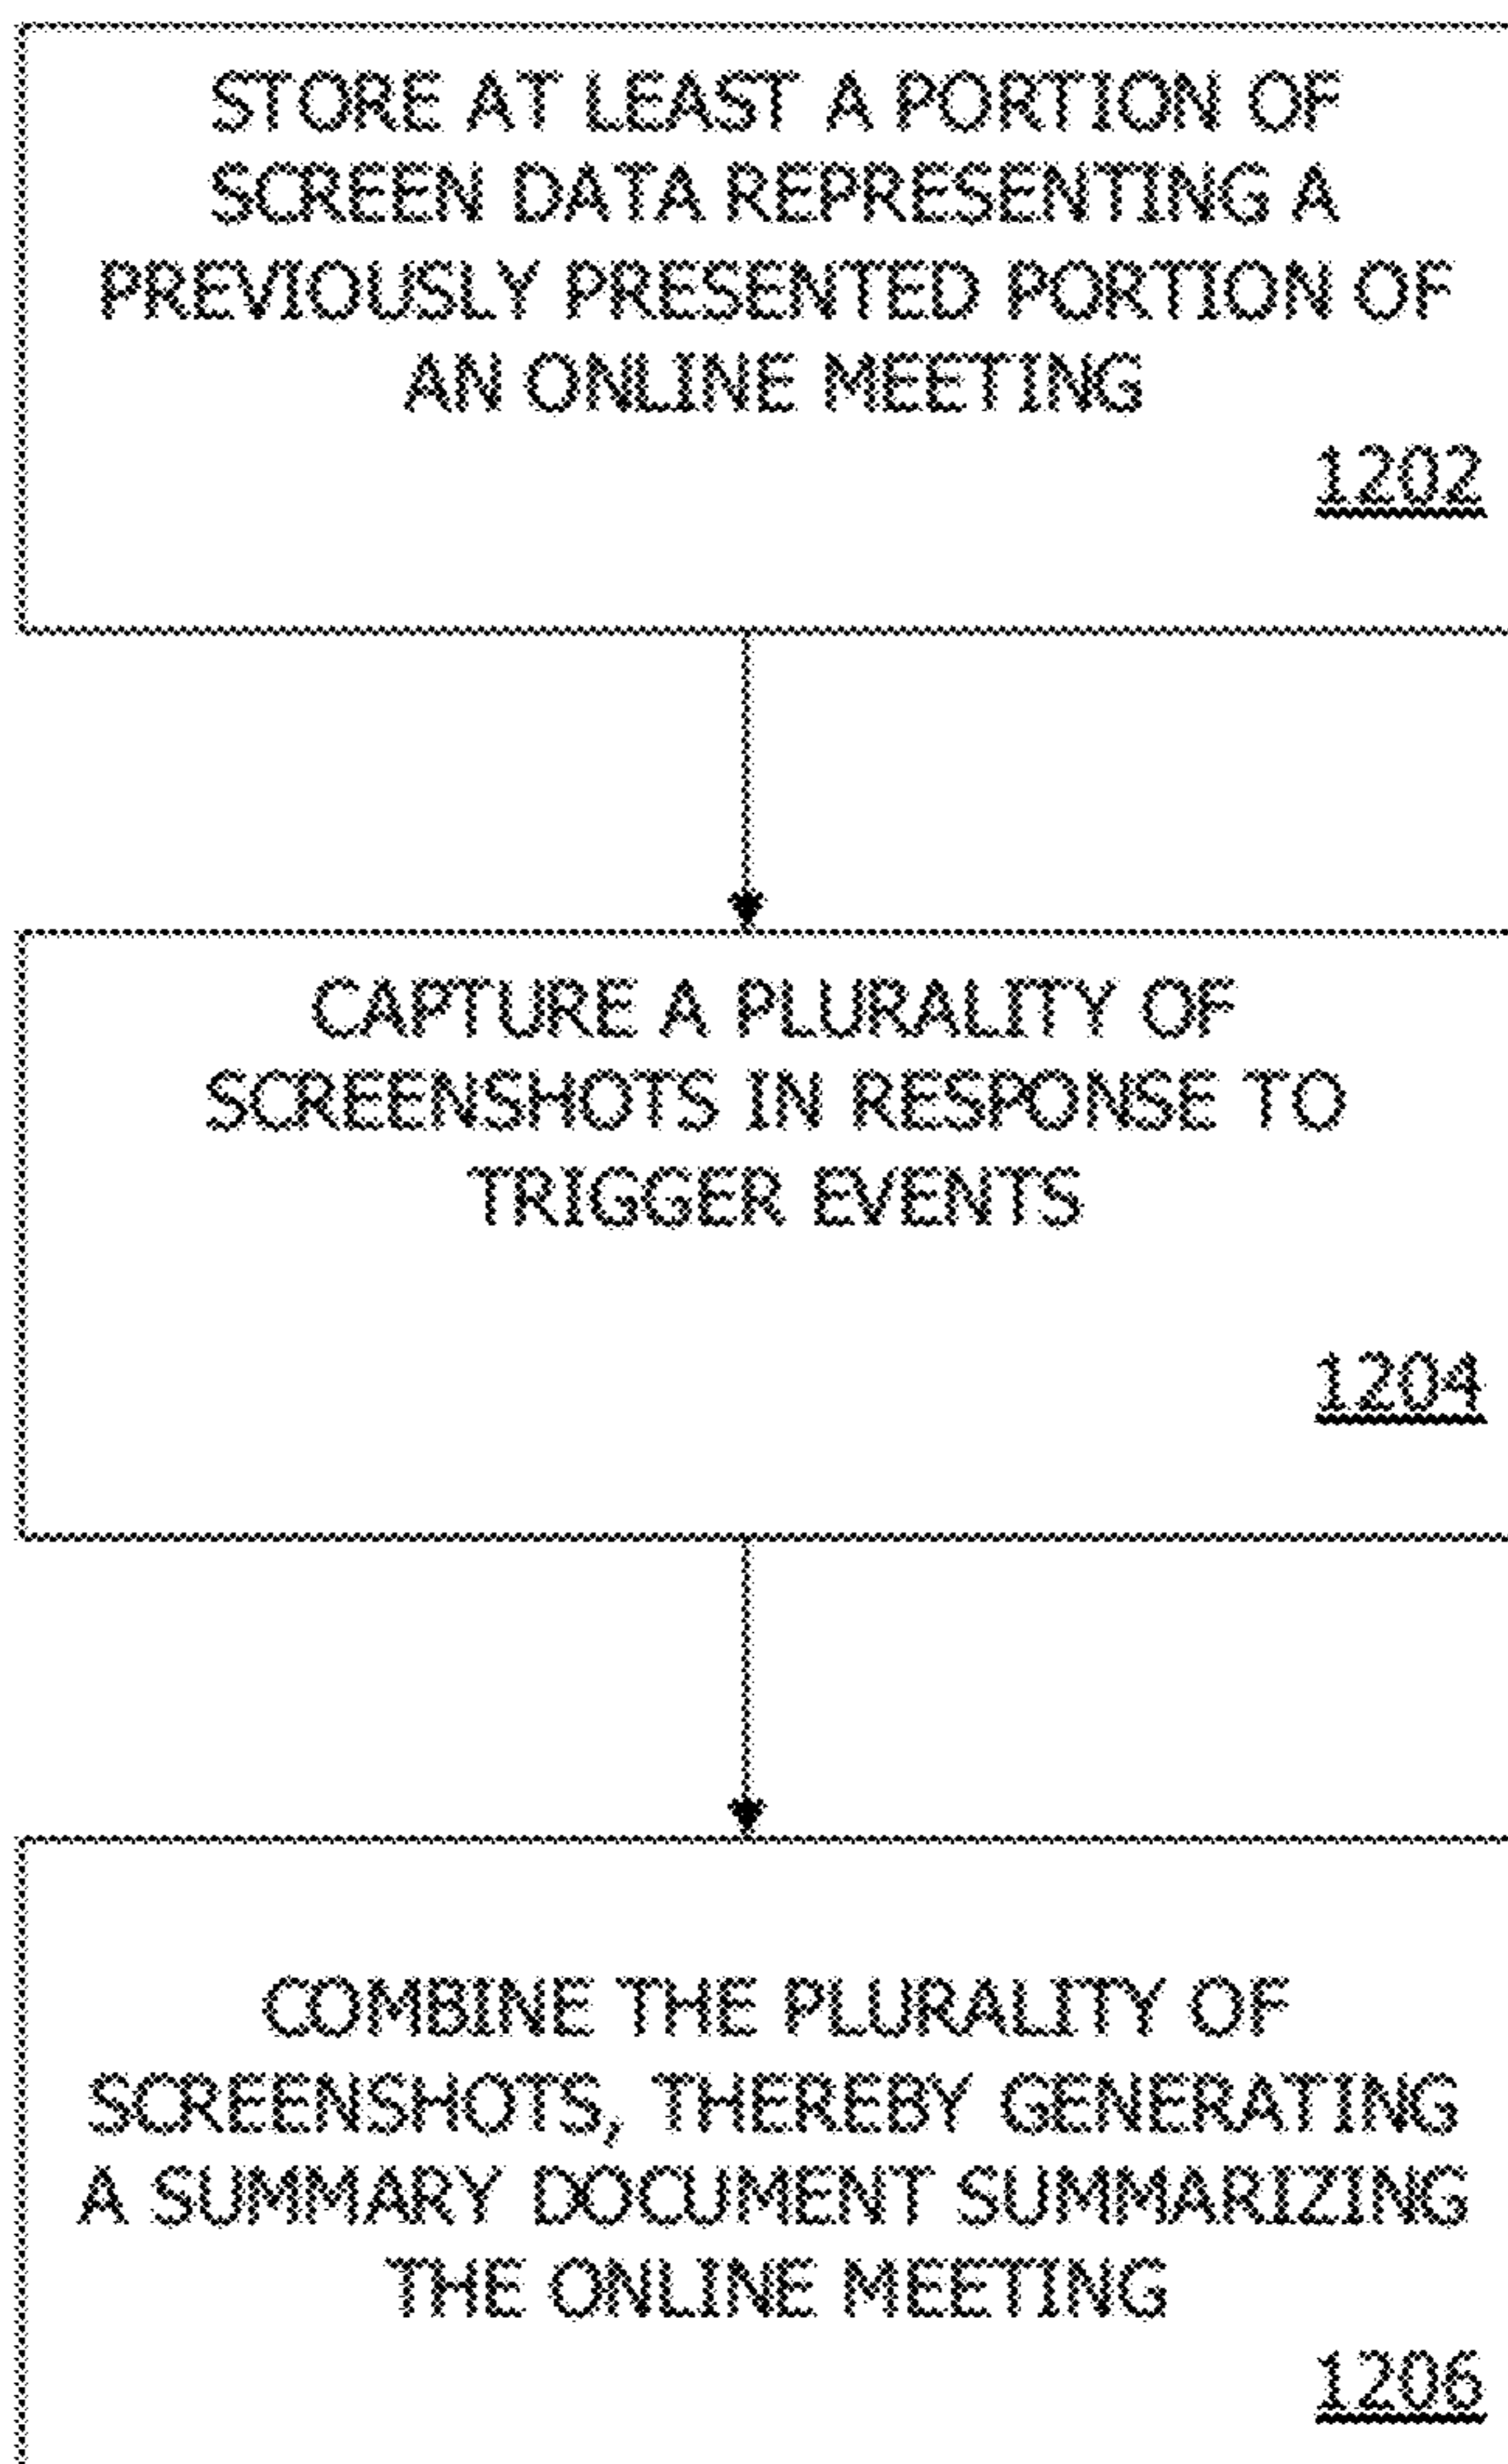 STORE AT LEAST A PORTION OF
SCREEN DATA REPRESENTING A
PREVIOUSLY PRESENTED PORTION OF
AN ONLINE MEETING
1202
CAPTURE A PLURALITY OF
SCREENSHOTS IN RESPONSE TO
TRIGGER EVENTS
1204
COMBINE THE PLURALITY OF
SCREENSHOTS, THEREBY GENERATING
A SUMMARY DOCUMENT SUMMARIZING
THE ONLINE MEETING
1206